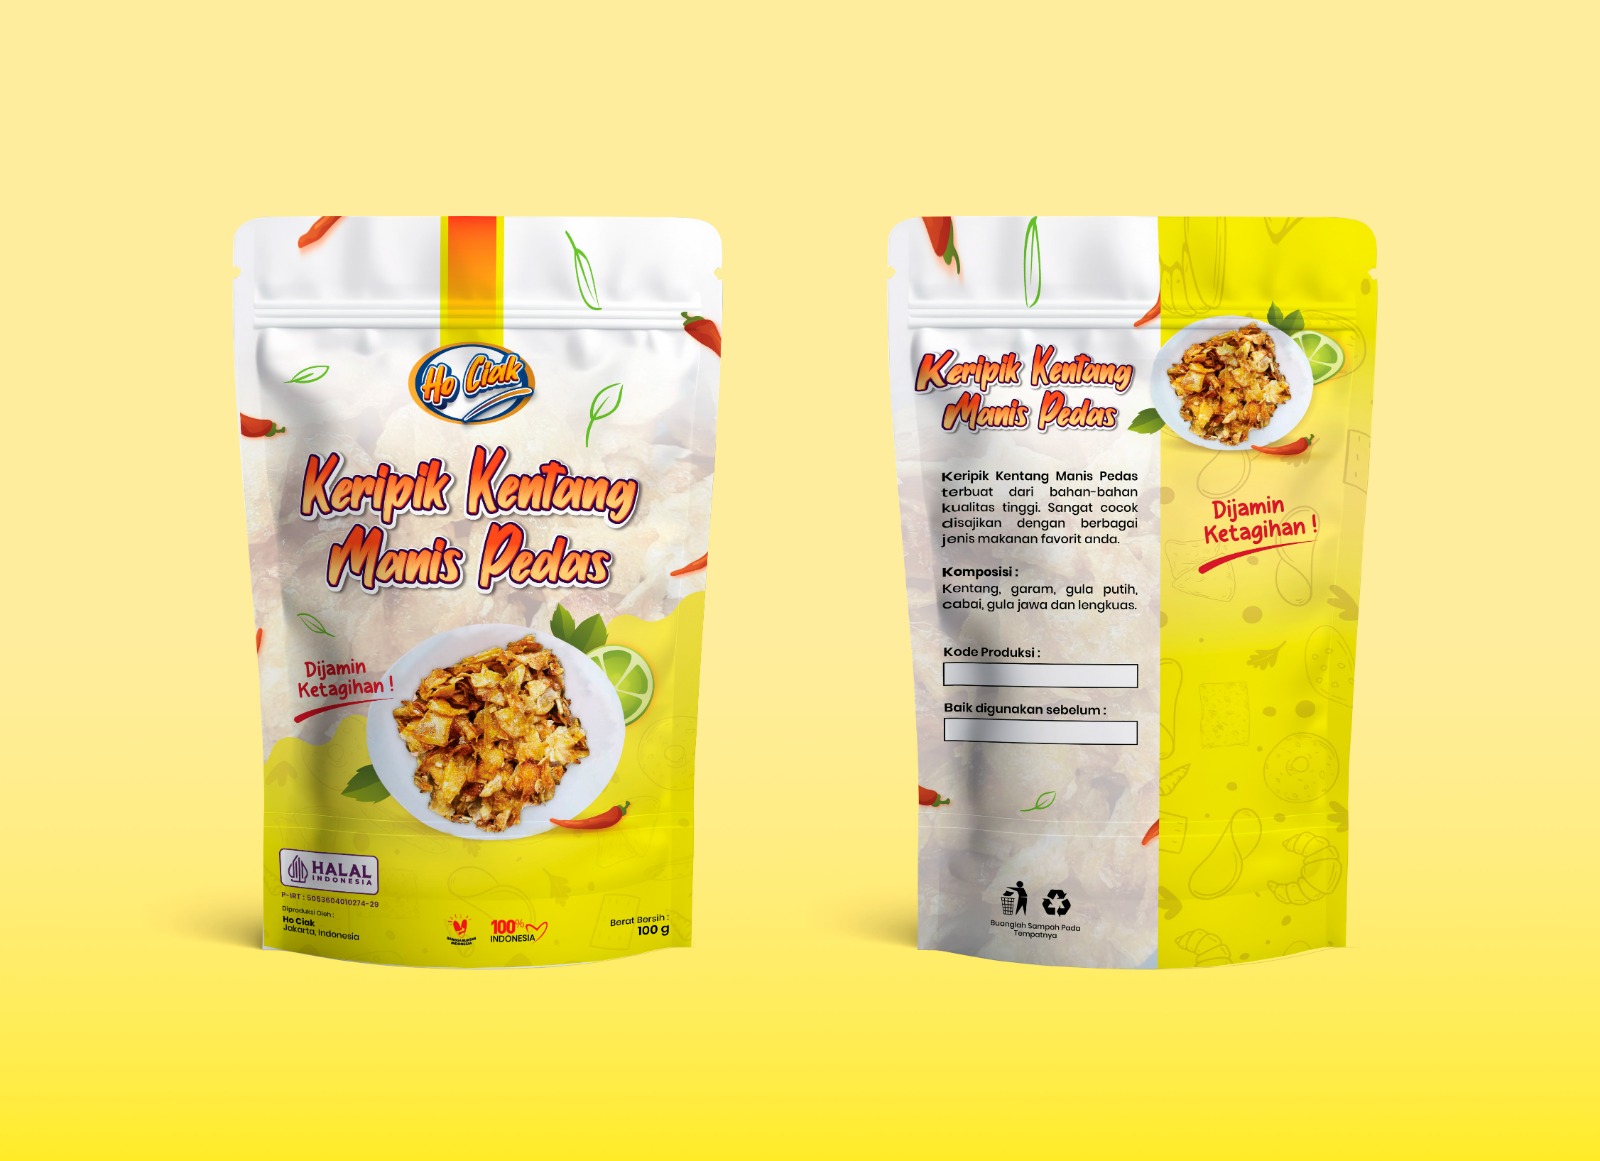 Ho Ciak
Keripik Kentang
Manis Pedas
Dijamin
Ketagihan !
HALAL
INDONESIA
P-IRT : 5053604010274-29
Diproduksi Oleh :
Ho Ciak
Jakarta, Indonesia
100%
INDONESIA
Berat Bersih :
100 g
Keripik Kentang
Manis Pedas
Keripik Kentang Manis Pedas
terbuat dari bahan-bahan
kualitas tinggi. Sangat cocok
disajikan dengan berbagai
jenis makanan favorit anda.
Komposisi :
Kentang, garam, gula putih,
cabai, gula jawa dan lengkuas.
Kode Produksi :
Baik digunakan sebelum :
Buanglah Sampah Pada
Tempatnya
Dijamin
Ketagihan !